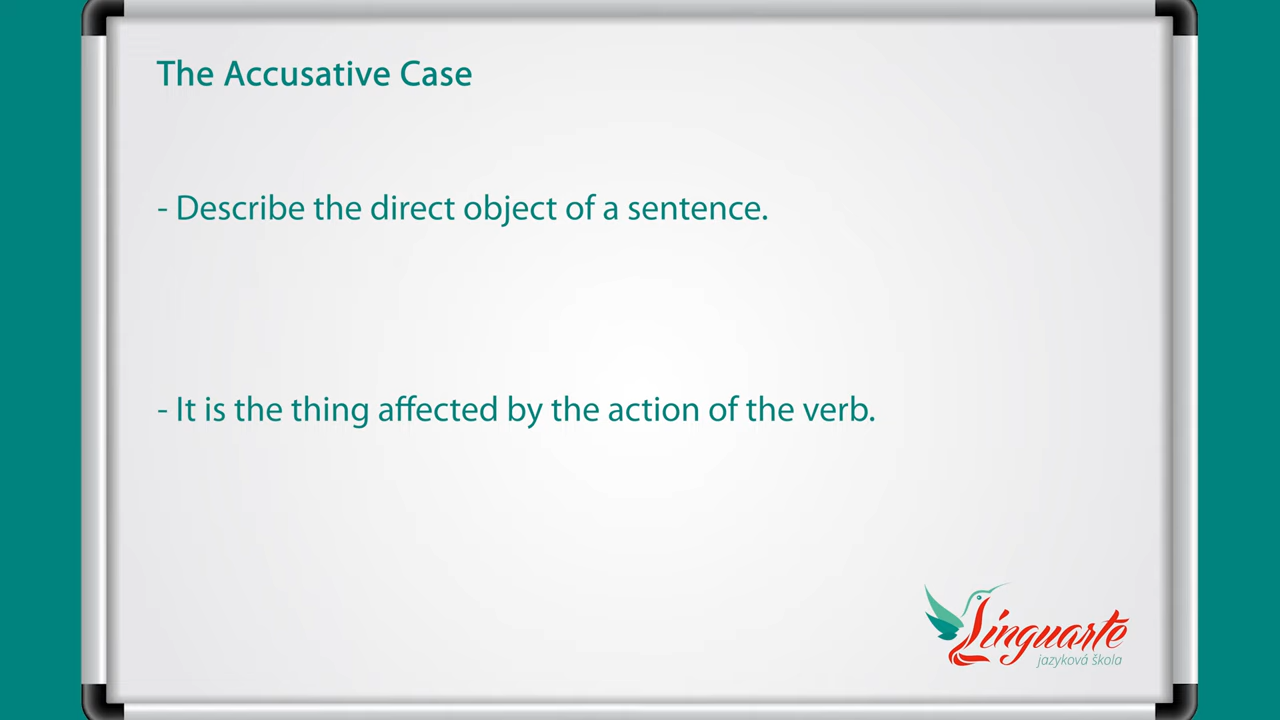 The Accusative Case
- Describe the direct object of a sentence.
- It is the thing affected by the action of the verb.
Linguarte
jazyková škola